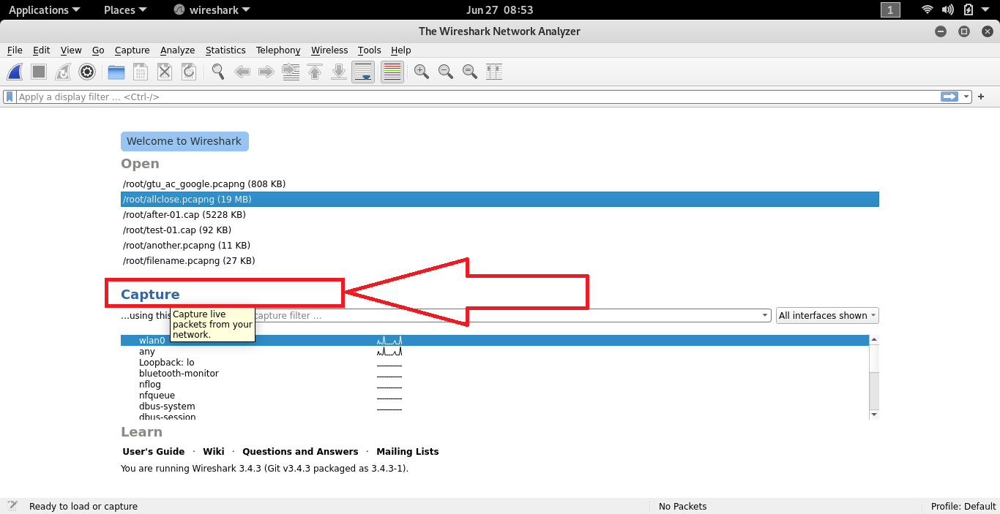 Applications Places wireshark Jun 27 08:53 1
The Wireshark Network Analyzer
File Edit View Go Capture Analyze Statistics Telephony Wireless Tools Help
Apply a display filter ... <Ctrl-/> +
Welcome to Wireshark
Open
/root/gtu_ac_google.pcapng (808 KB)
/root/allclose.pcapng (19 MB)
/root/after-01.cap (5228 KB)
/root/test-01.cap (92 KB)
/root/another.pcapng (11 KB)
/root/filename.pcapng (27 KB)
Capture
...using this capture filter ... All interfaces shown
Capture live
packets from your
network.
wlan0
any
Loopback: lo
bluetooth-monitor
nflog
nfqueue
dbus-system
dbus-session
Learn
User's Guide · Wiki · Questions and Answers · Mailing Lists
You are running Wireshark 3.4.3 (Git v3.4.3 packaged as 3.4.3-1).
Ready to load or capture No Packets Profile: Default